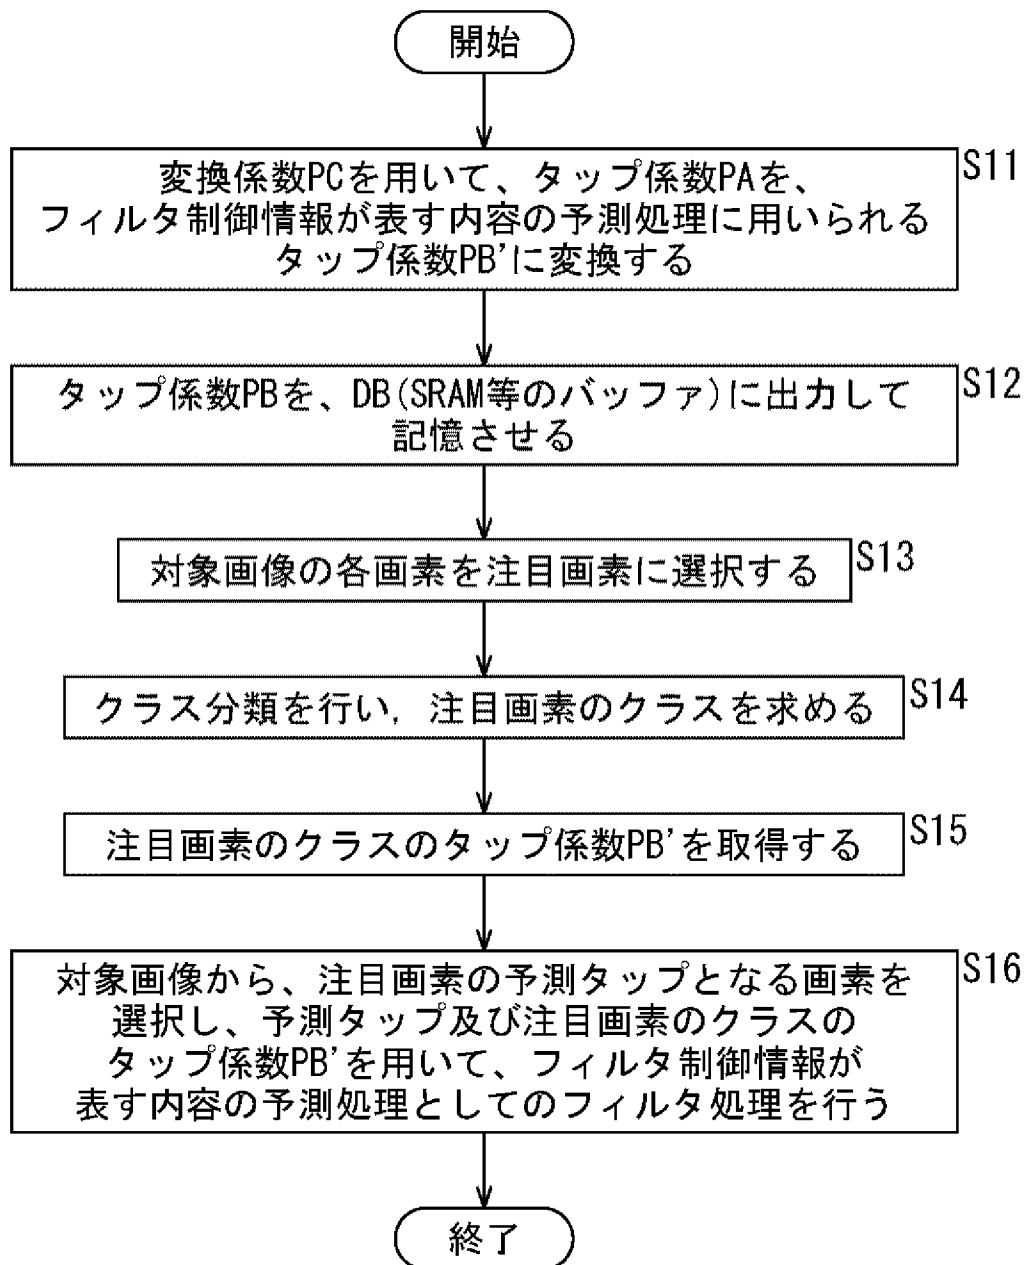 開始
S11
変換係数PCを用いて、タップ係数PAを、
フィルタ制御情報が表す内容の予測処理に用いられる
タップ係数PB'に変換する
S12
タップ係数PBを、DB(SRAM等のバッファ)に出力して
記憶させる
S13
対象画像の各画素を注目画素に選択する
S14
クラス分類を行い, 注目画素のクラスを求める
S15
注目画素のクラスのタップ係数PB'を取得する
S16
対象画像から、注目画素の予測タップとなる画素を
選択し、予測タップ及び注目画素のクラスの
タップ係数PB'を用いて、フィルタ制御情報が
表す内容の予測処理としてのフィルタ処理を行う
終了